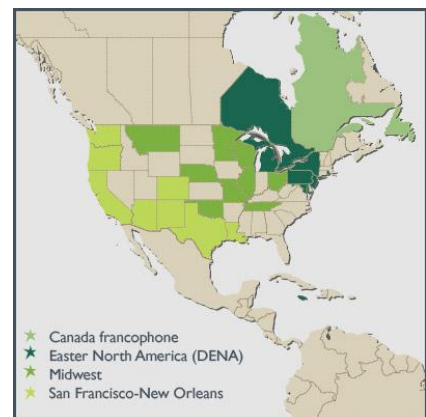 Canada francophone
Easter North America (DENA)
Midwest
San Francisco-New Orleans